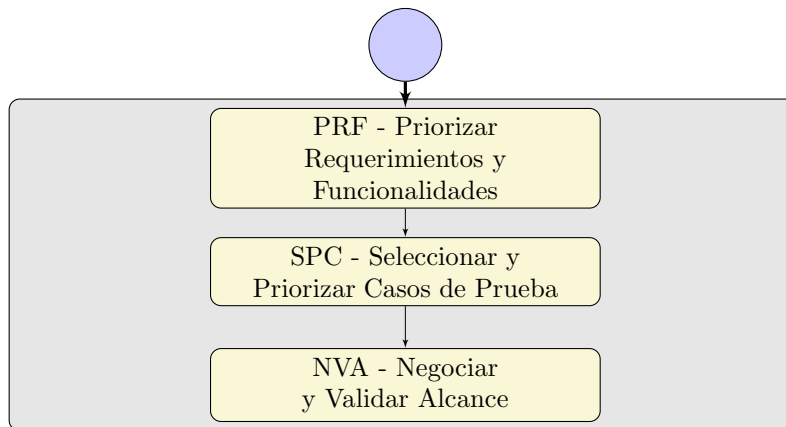 PRF - Priorizar
Requerimientos y
Funcionalidades
SPC - Seleccionar y
Priorizar Casos de Prueba
NVA - Negociar
y Validar Alcance